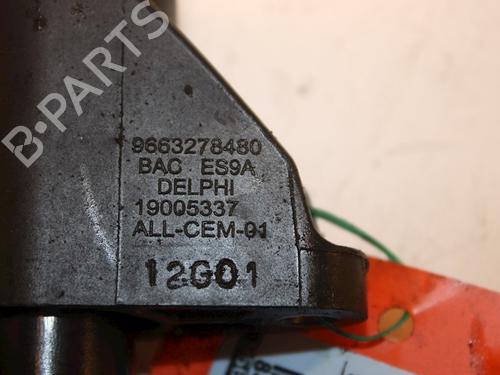 B-PARTS
9663278480
BAC ES9A
DELPHI
19005337
ALL-CEM-01
12G01